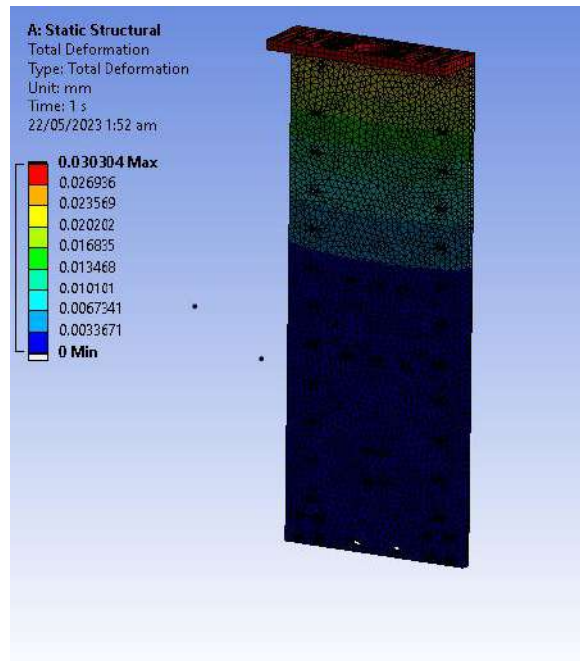 A: Static Structural
Total Deformation
Type: Total Deformation
Unit: mm
Time: 1 s
22/05/2023 1:52 am
0.030304 Max
0.026936
0.023569
0.020202
0.016835
0.013468
0.010101
0.0067341
0.0033671
0 Min